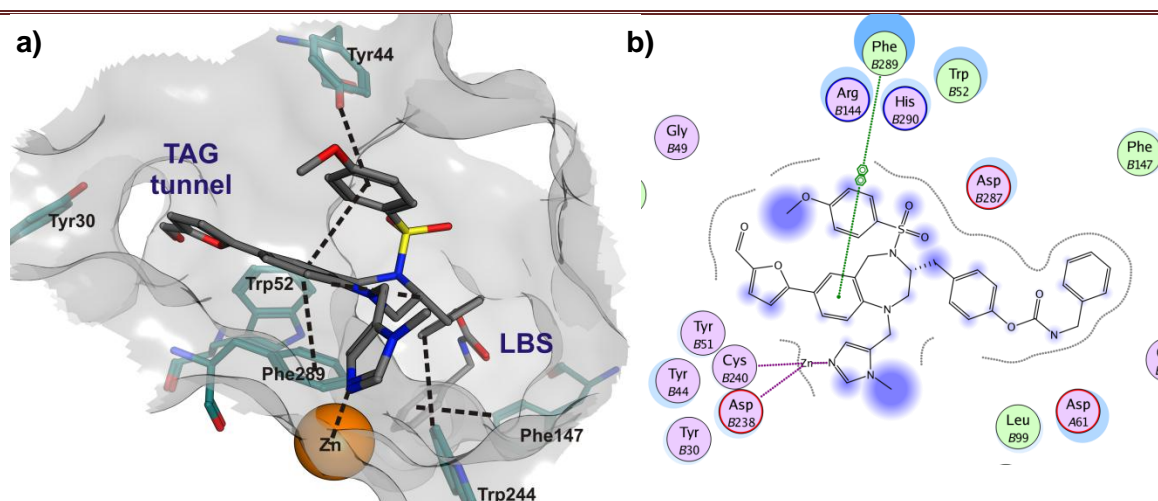 a)
Tyr44
TAG
tunnel
Tyr30
Trp52
LBS
Phe289
Zn
Phe147
Trp244
b)
Phe
B289
Trp
B52
Arg
B144
His
B290
Gly
B49
Phe
B147
Asp
B287
O
O
S
O
N
O
O
N
O
O
N
H
Tyr
B51
Cys
B240
Zn
N
N
Tyr
B44
Asp
B238
Tyr
B30
Leu
B99
Asp
A61